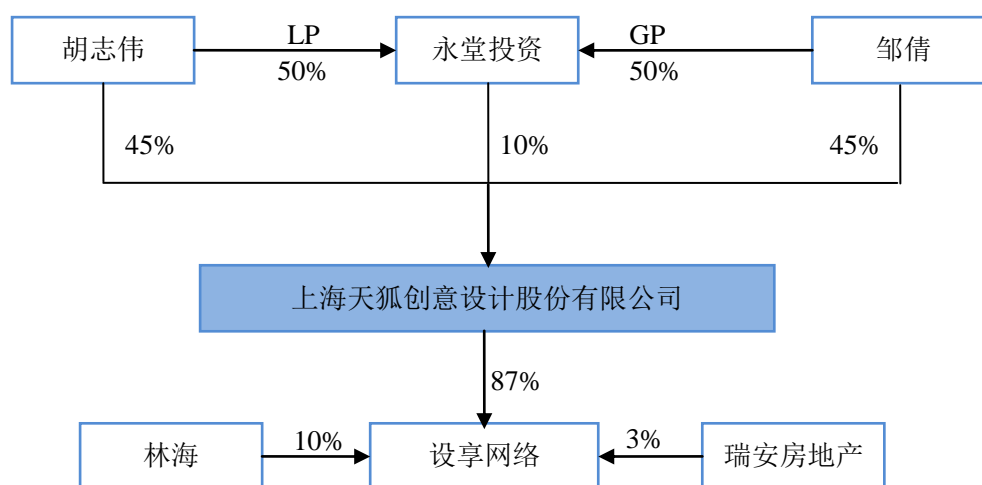 胡志伟
LP
50%
永堂投资
GP
50%
邹倩
45%
10%
45%
上海天狐创意设计股份有限公司
87%
林海
10%
设享网络
3%
瑞安房地产